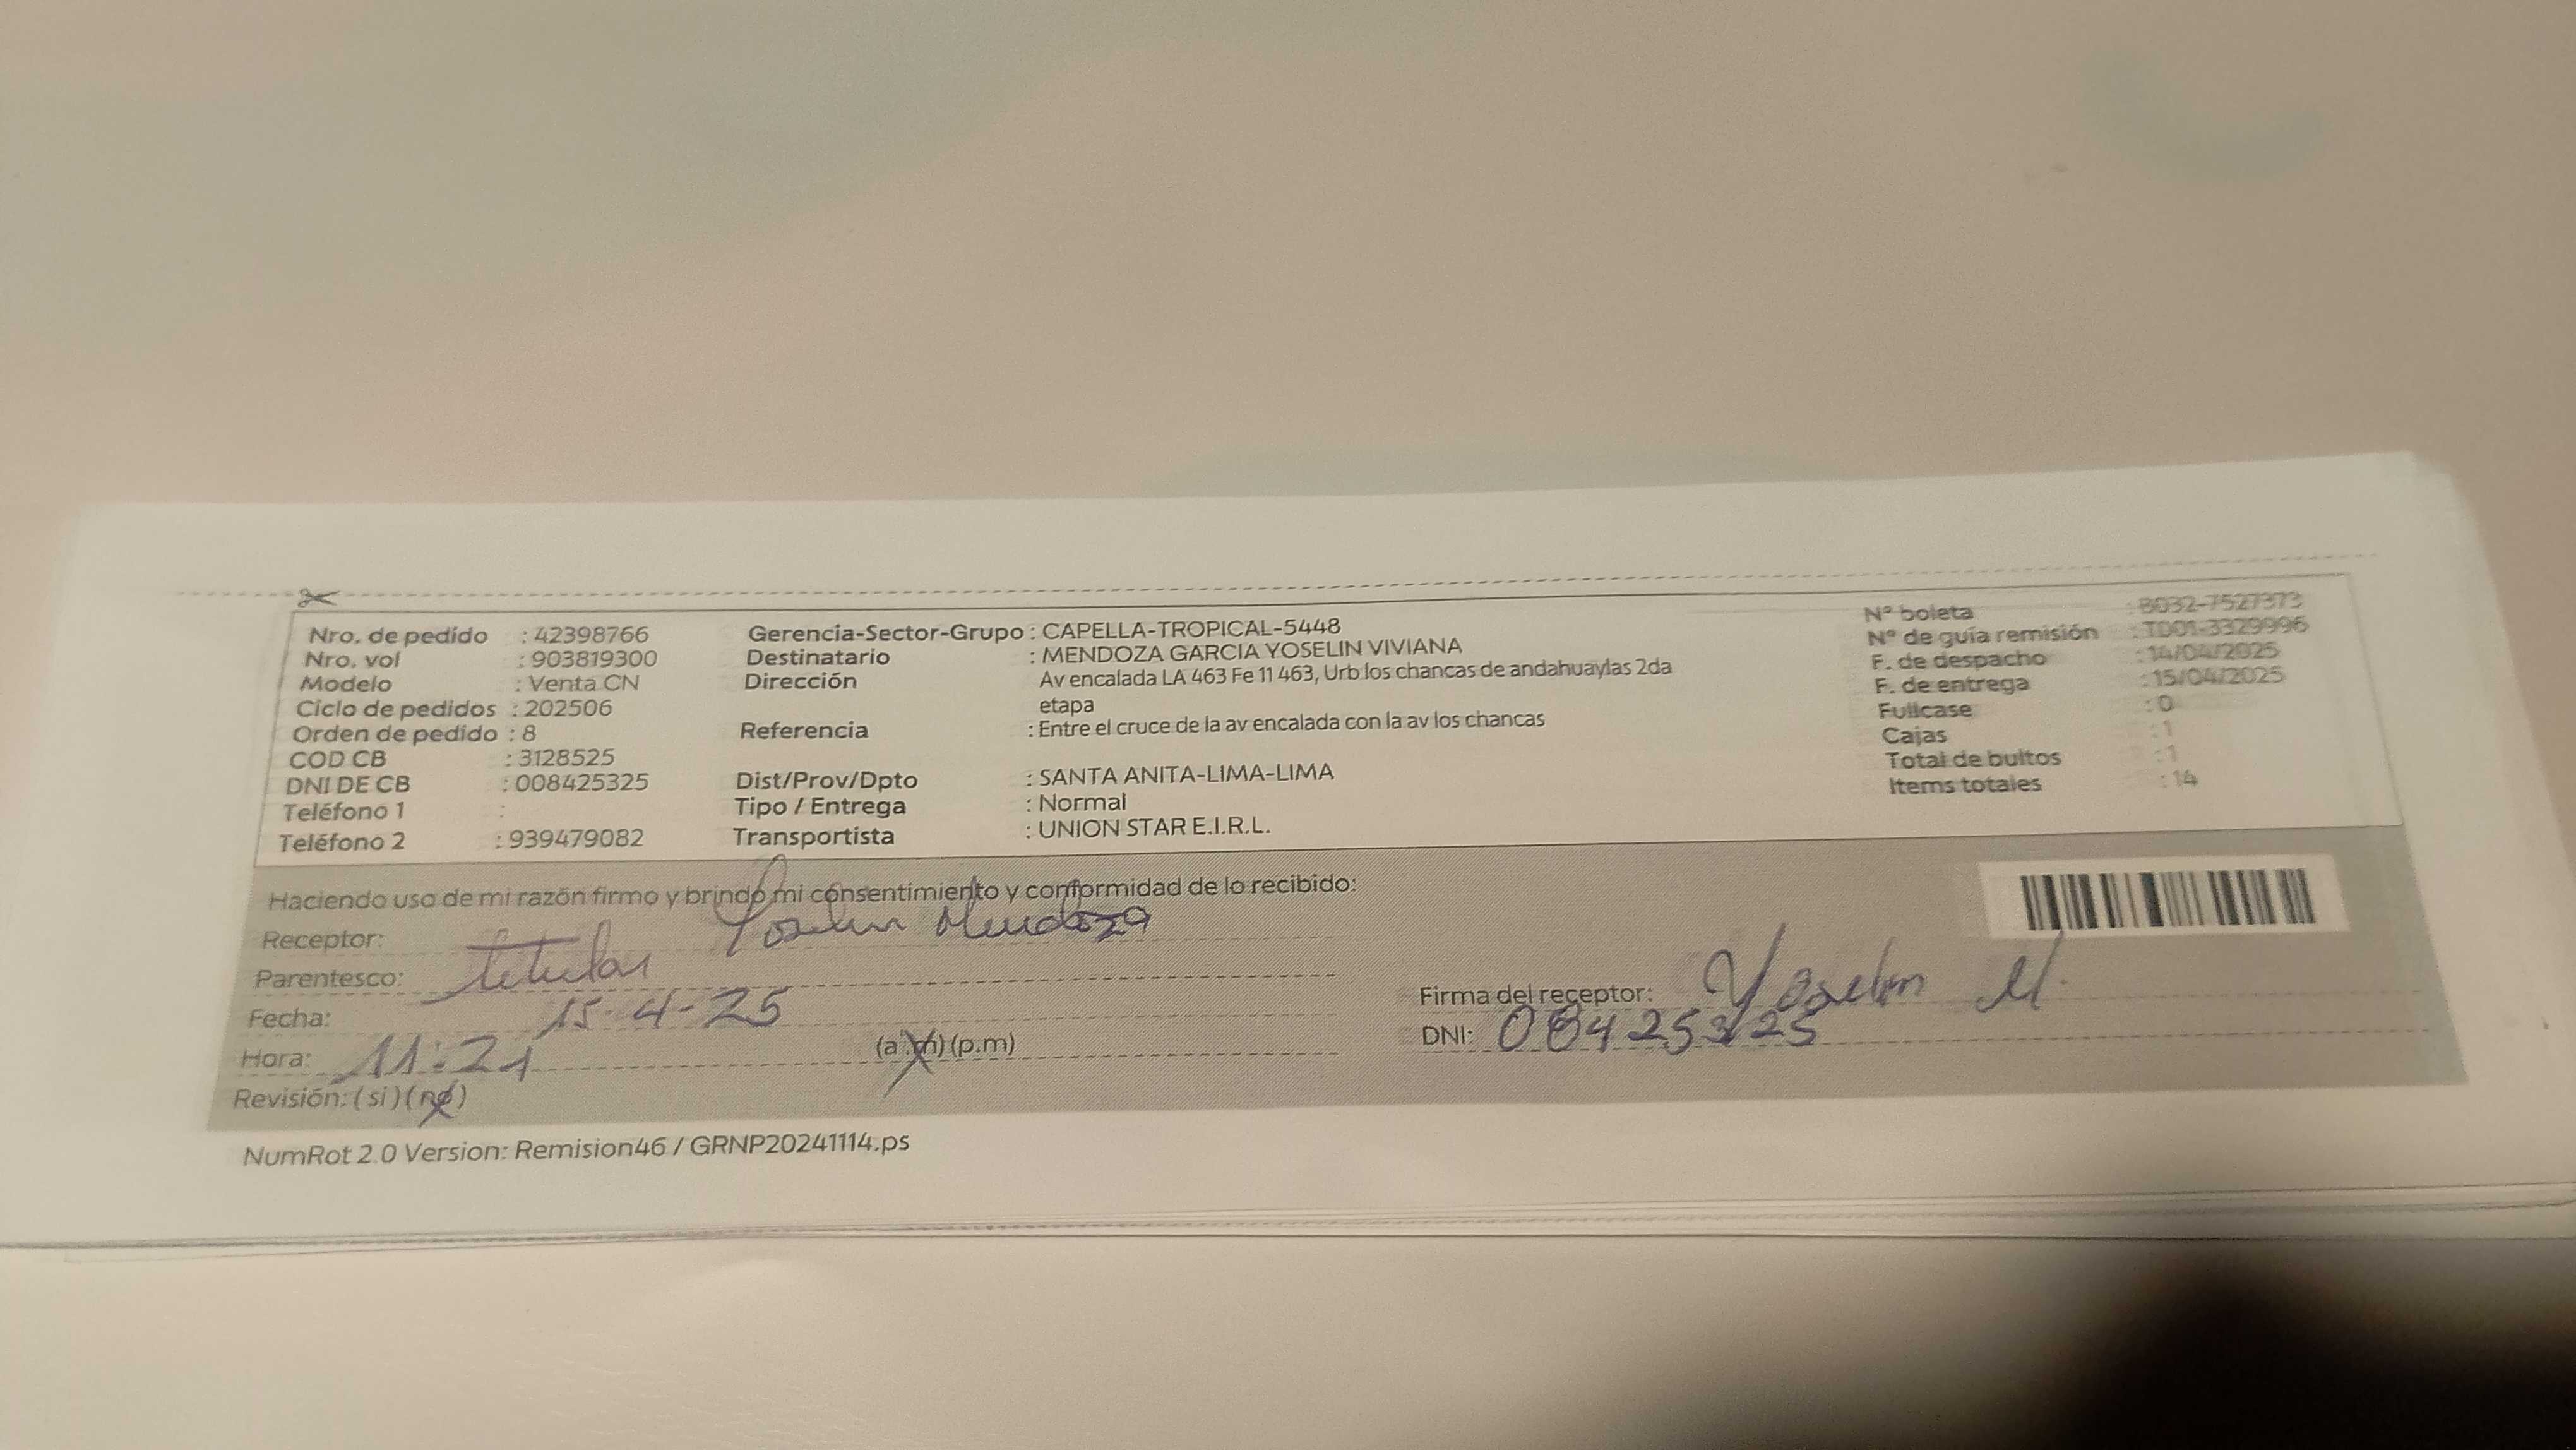 Nro. de pedido : 42398766
Nro. vol : 903819300
Modelo : Venta CN
Ciclo de pedidos : 202506
Orden de pedido : 8
COD CB : 3128525
DNI DE CB : 008425325
Teléfono 1 :
Teléfono 2 : 939479082
Gerencia-Sector-Grupo : CAPELLA-TROPICAL-5448
Destinatario : MENDOZA GARCIA YOSELIN VIVIANA
Dirección Av encalada LA 463 Fe 11 463, Urb los chancas de andahuaylas 2da
etapa
Referencia : Entre el cruce de la av encalada con la av los chancas
Dist/Prov/Dpto : SANTA ANITA-LIMA-LIMA
Tipo / Entrega : Normal
Transportista : UNION STAR E.I.R.L.
N° boleta : B032-7527373
N° de guía remisión : T001-3329996
F. de despacho : 14/04/2025
F. de entrega : 15/04/2025
Fullcase : 0
Cajas : 1
Total de bultos : 1
Items totales : 14
Haciendo uso de mi razón firmo y brindo mi consentimiento y conformidad de lo recibido:
Receptor: Yoselin Mendoza
Parentesco: titular
Fecha: 15-4-25
Hora: 11:21 (a.m) (p.m)
Revisión: (si) (no)
Firma del receptor: Yoselin M.
DNI: 008425325
NumRot 2.0 Version: Remision46 / GRNP20241114.ps